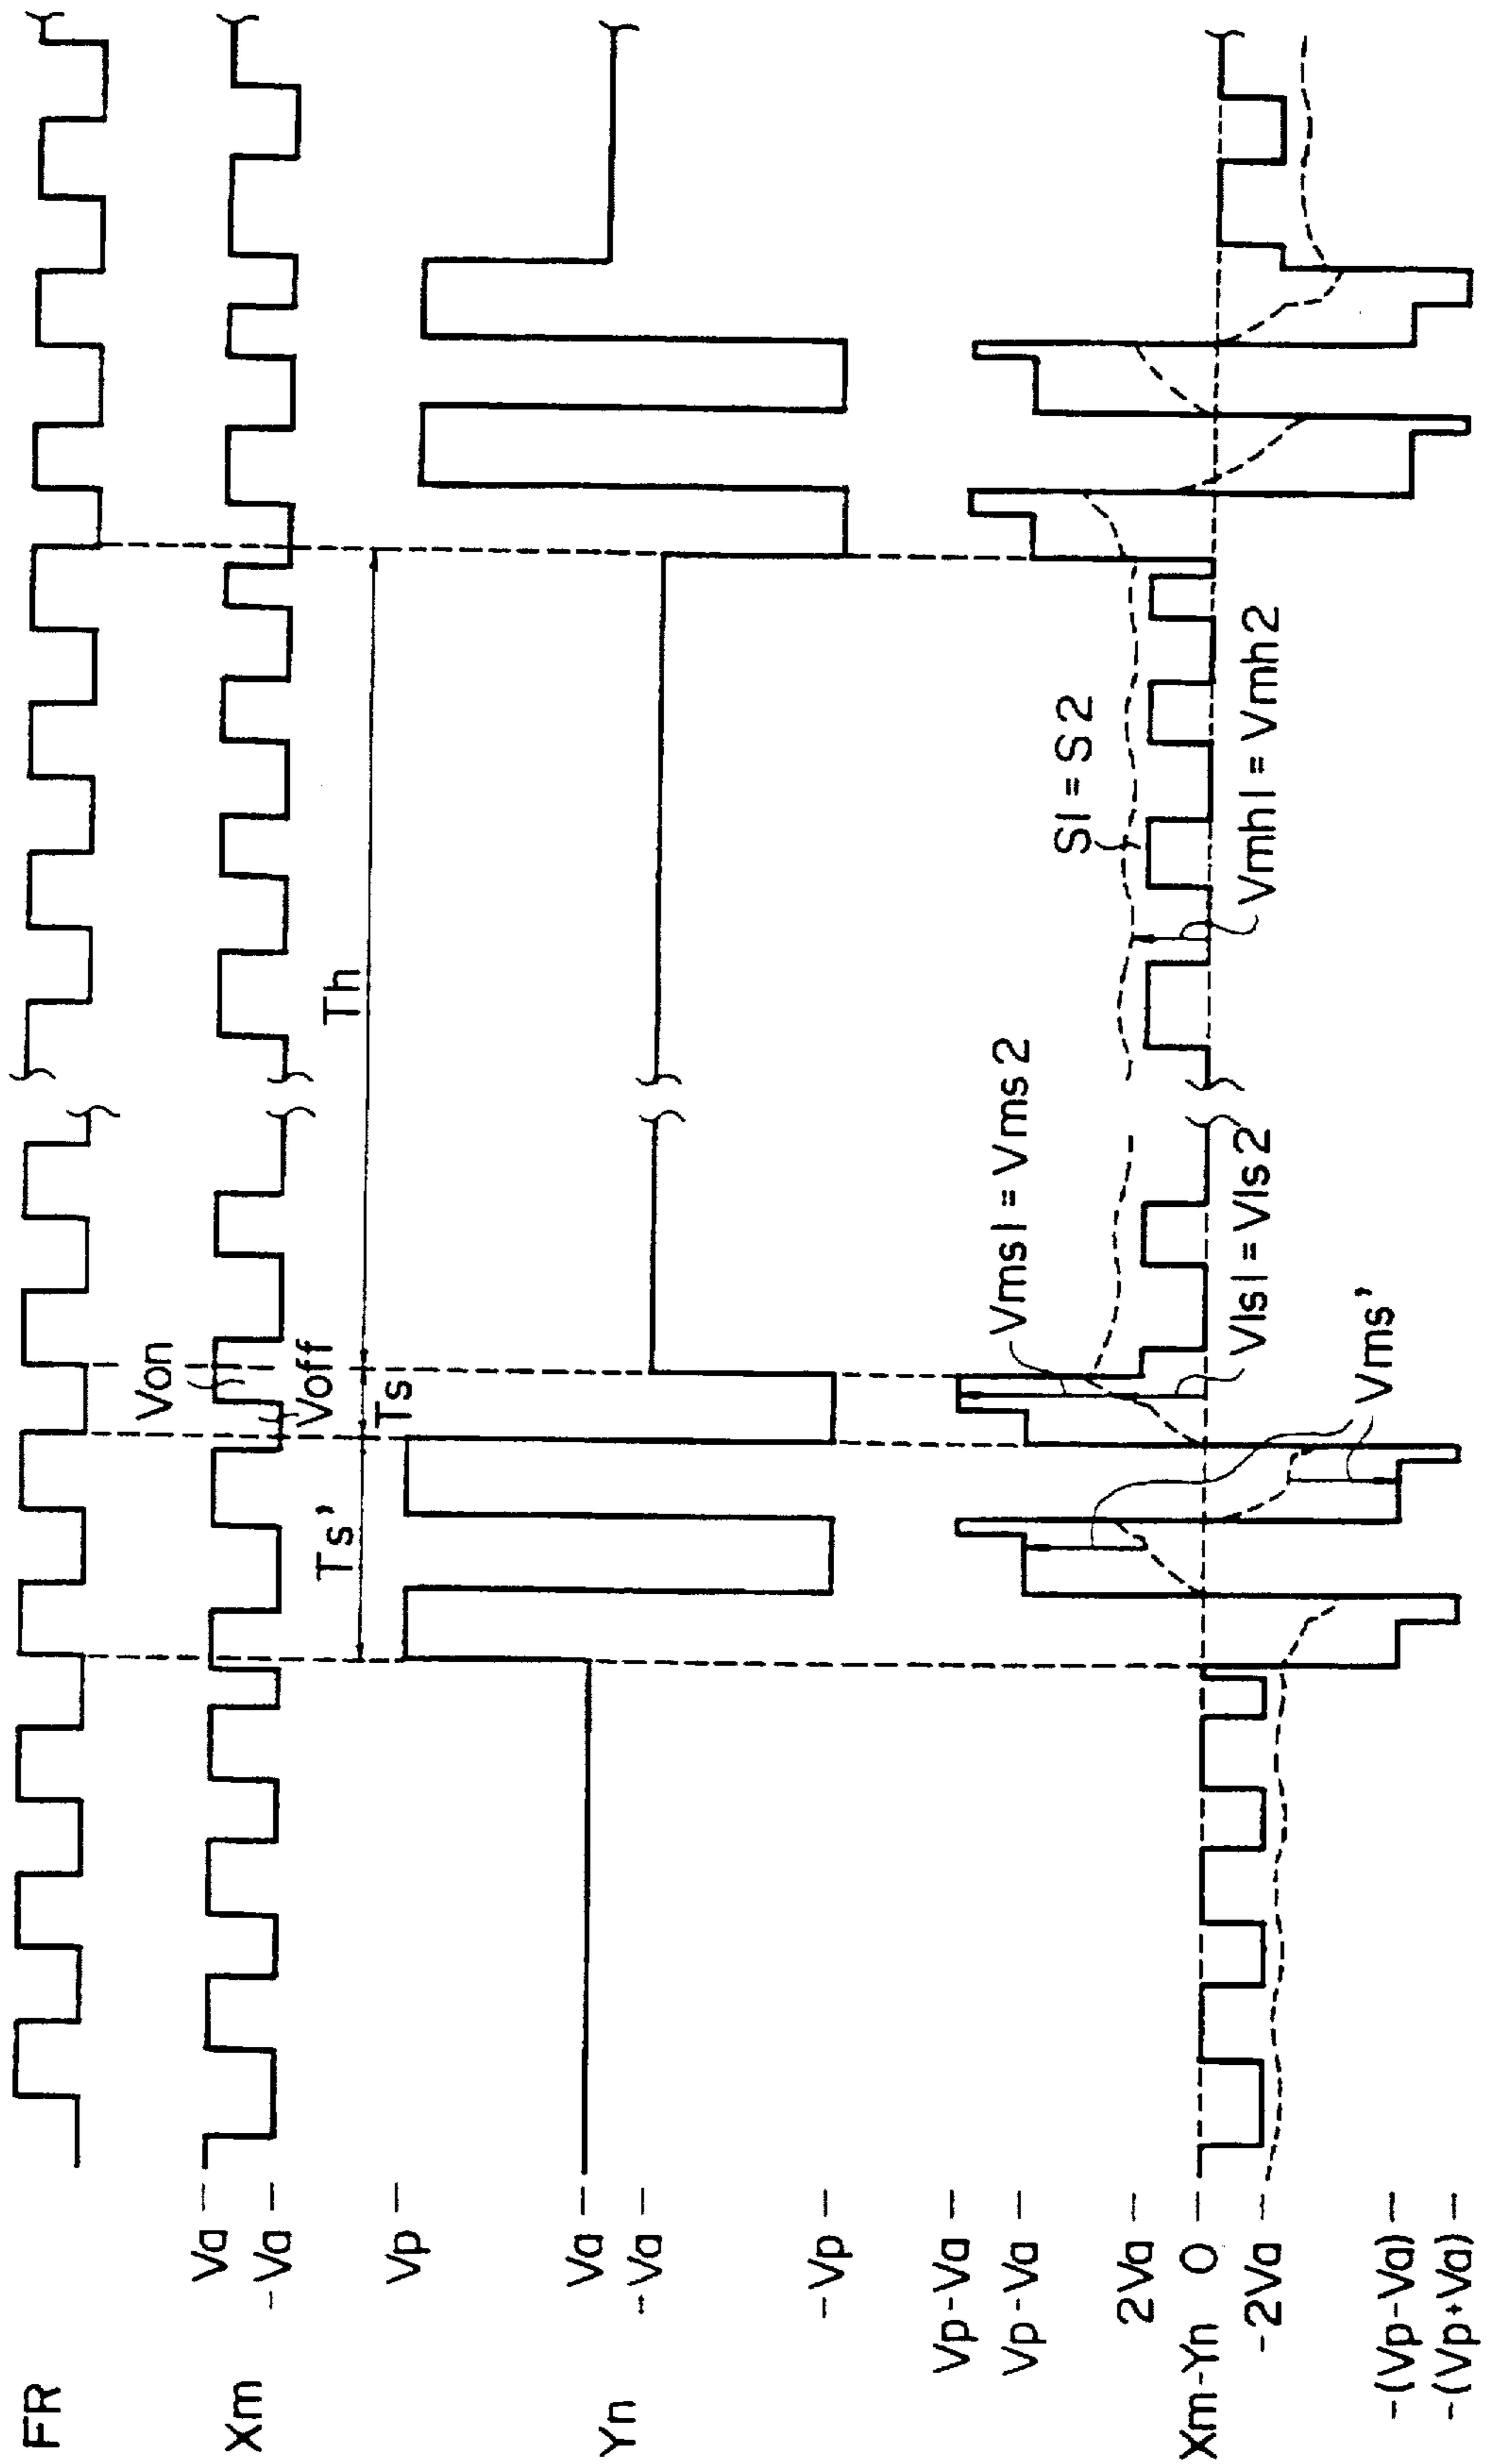 FR
Xm
Va
-Va
Von
Voff
Ts'
Ts
Th
Yn
Vp
Va
-Va
-Vp
Xm-Yn
Vp-Va
Vp-Va
2Va
0
-2Va
-(Vp-Va)
-(Vp+Va)
Vms1=Vms2
Vls1=Vls2
Vms'
S1=S2
Vmh1=Vmh2